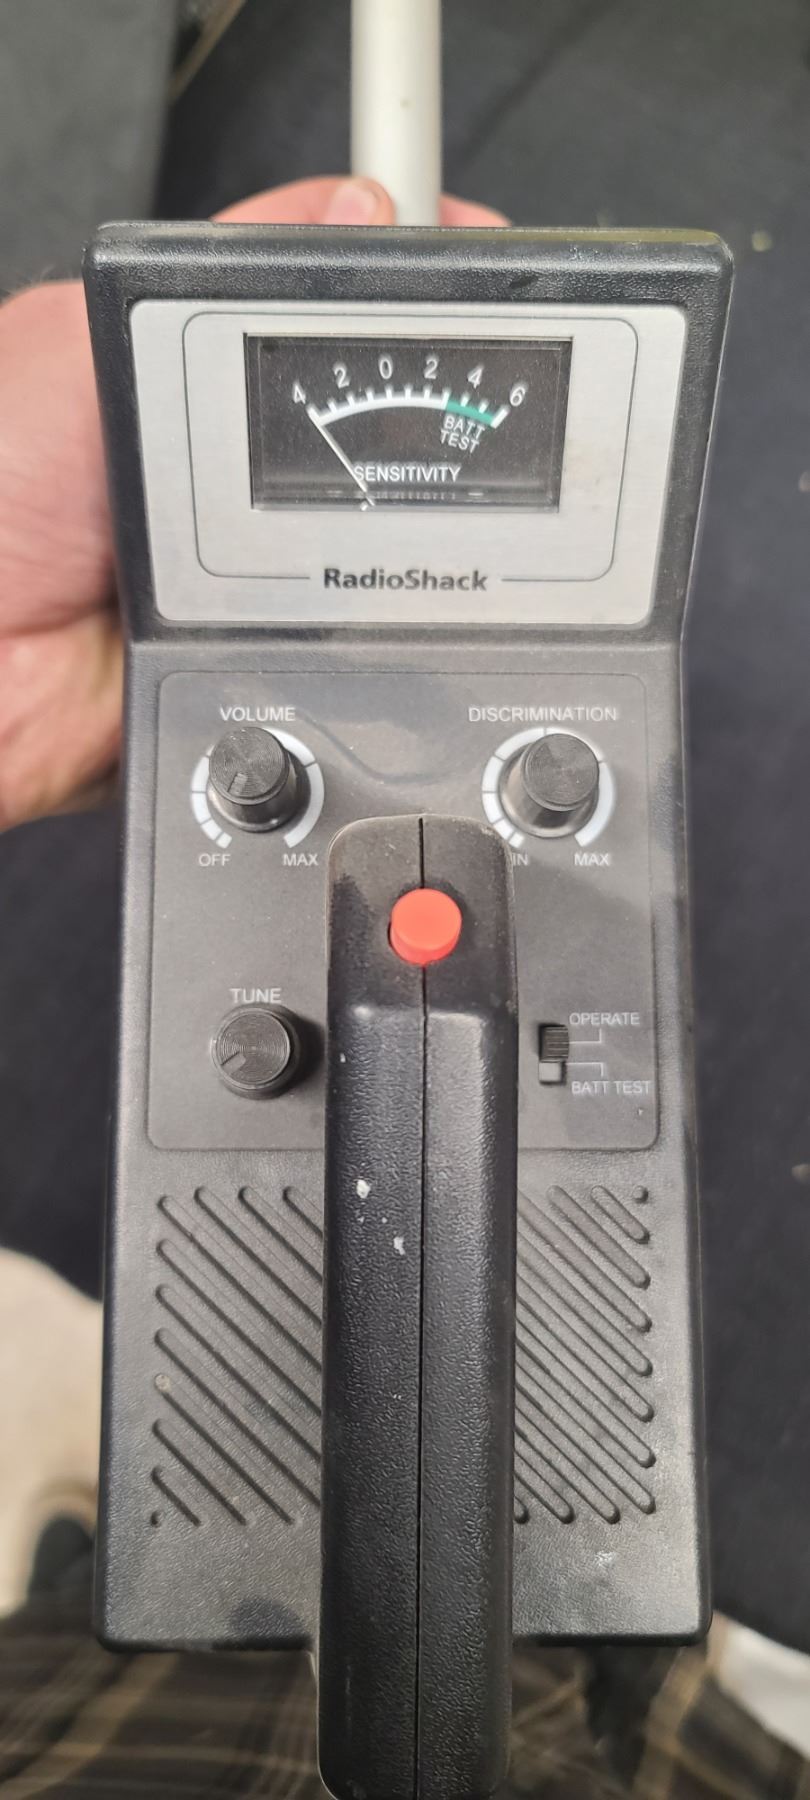 4 2 0 2 4 6
BATT
TEST
SENSITIVITY
RadioShack
VOLUME
DISCRIMINATION
OFF
MAX
IN
MAX
TUNE
OPERATE
BATT TEST